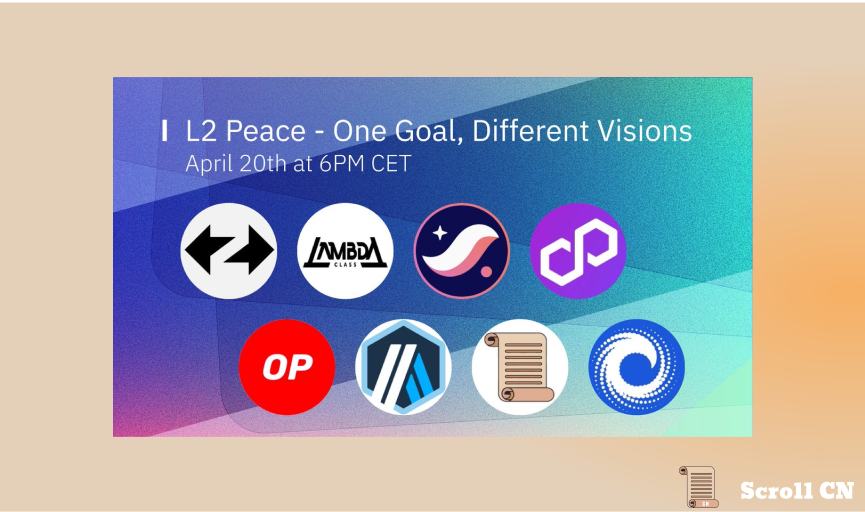 L2 Peace - One Goal, Different Visions
April 20th at 6PM CET
LAMBDA
CLASS
OP
Scroll CN